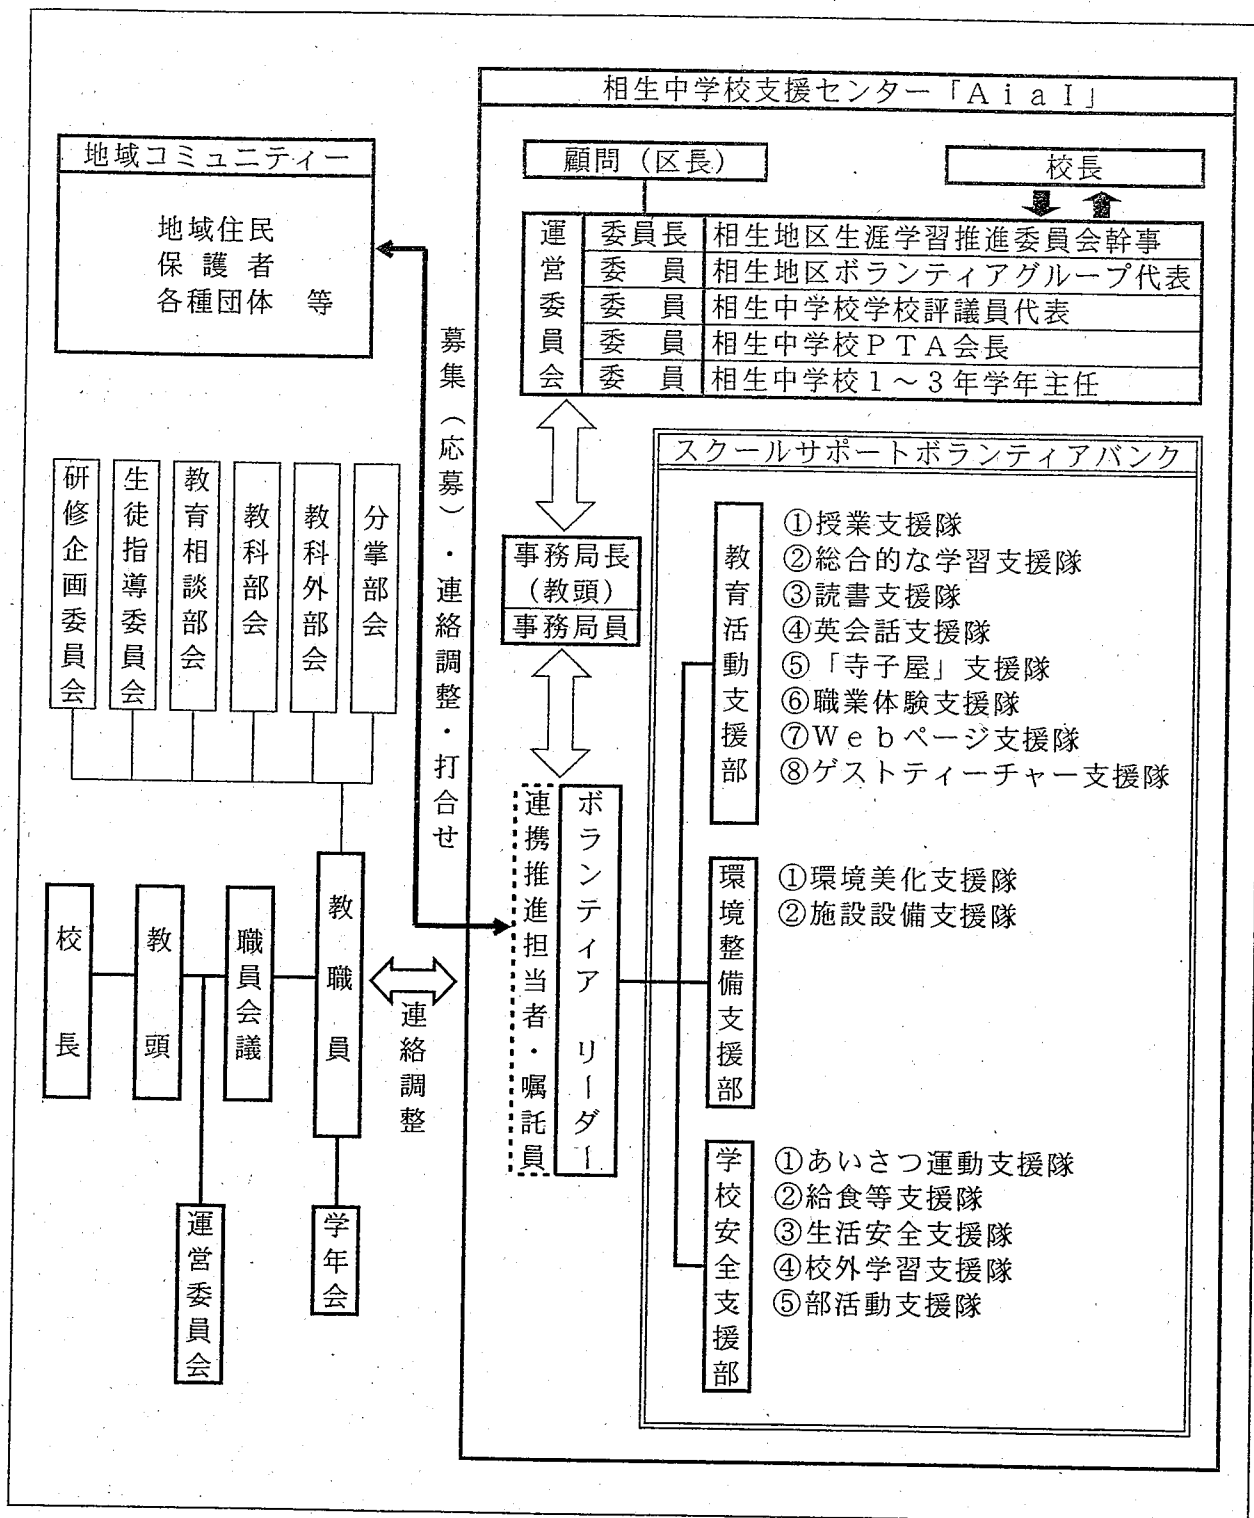 相生中学校支援センター「AiaI」
地域コミュニティー
地域住民
保護者
各種団体　等
顧問（区長）
校長
運営委員会
委員長　相生地区生涯学習推進委員会幹事
委　員　相生地区ボランティアグループ代表
委　員　相生中学校学校評議員代表
委　員　相生中学校PTA会長
委　員　相生中学校1～3年学年主任
募集（応募）・連絡調整・打合せ
事務局長
（教頭）
事務局員
連携推進担当者・嘱託員
ボランティア　リーダー
スクールサポートボランティアバンク
教育活動支援部
①授業支援隊
②総合的な学習支援隊
③読書支援隊
④英会話支援隊
⑤「寺子屋」支援隊
⑥職業体験支援隊
⑦Webページ支援隊
⑧ゲストティーチャー支援隊
環境整備支援部
①環境美化支援隊
②施設設備支援隊
学校安全支援部
①あいさつ運動支援隊
②給食等支援隊
③生活安全支援隊
④校外学習支援隊
⑤部活動支援隊
研修企画委員会
生徒指導委員会
教育相談部会
教科部会
教科外部会
分掌部会
校長
教頭
職員会議
教職員
連絡調整
運営委員会
学年会